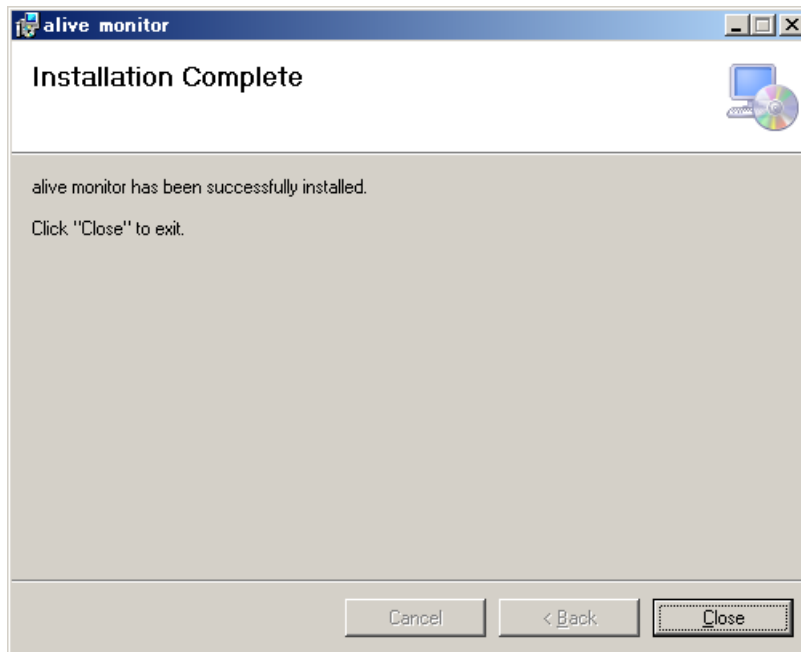 alive monitor
Installation Complete
alive monitor has been successfully installed.
Click "Close" to exit.
Cancel
< Back
Close